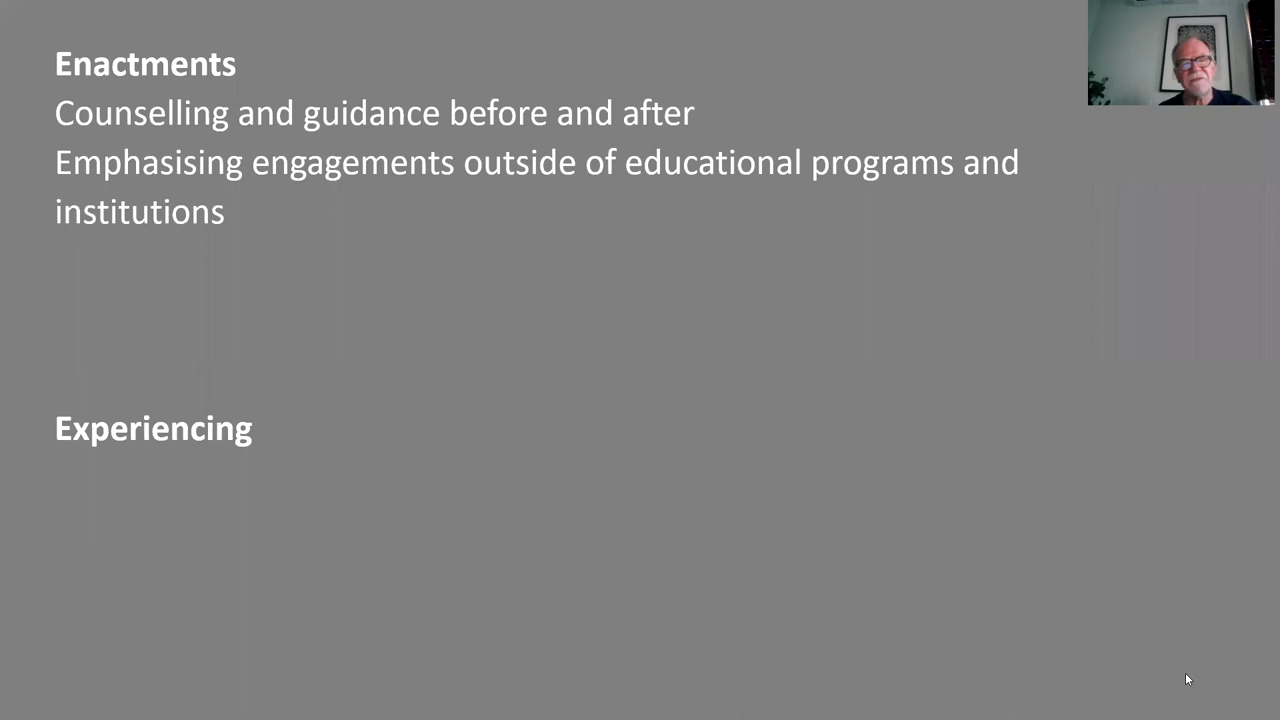 Enactments
Counselling and guidance before and after
Emphasising engagements outside of educational programs and
institutions
Experiencing